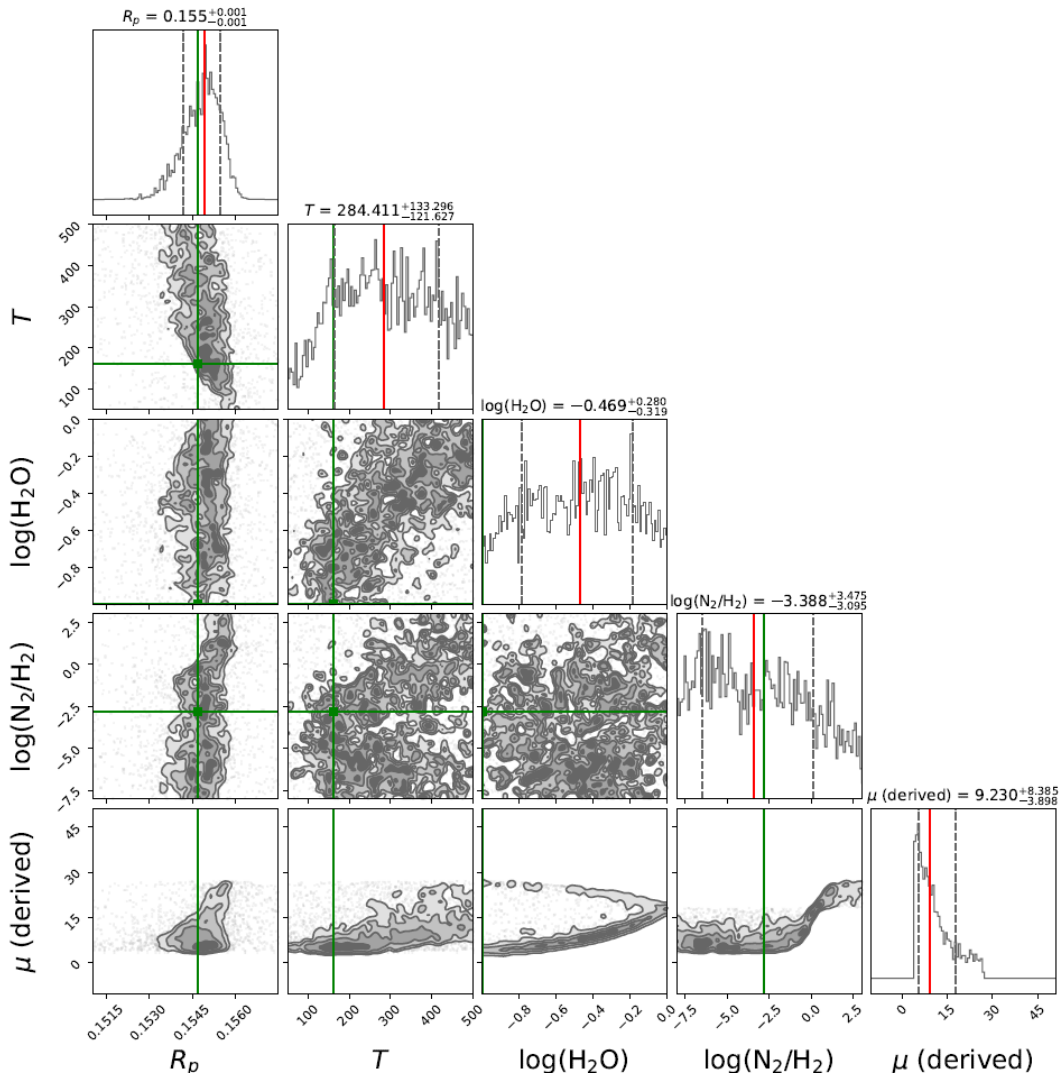 R_p = 0.155^{+0.001}_{-0.001}
T = 284.411^{+133.296}_{-121.627}
500
400
300
200
100
T
log(H₂O) = −0.469^{+0.280}_{-0.319}
0.0
−0.2
−0.4
−0.6
−0.8
log(H₂O)
log(N₂/H₂) = −3.388^{+3.475}_{-3.095}
2.5
0.0
−2.5
−5.0
−7.5
log(N₂/H₂)
μ (derived) = 9.230^{+8.385}_{-3.898}
45
30
15
0
μ (derived)
0.1515 0.1530 0.1545 0.1560
100 200 300 400 500
−0.8 −0.6 −0.4 −0.2 0.0
−7.5 −5.0 −2.5 0.0 2.5
0 15 30 45
R_p T log(H₂O) log(N₂/H₂) μ (derived)